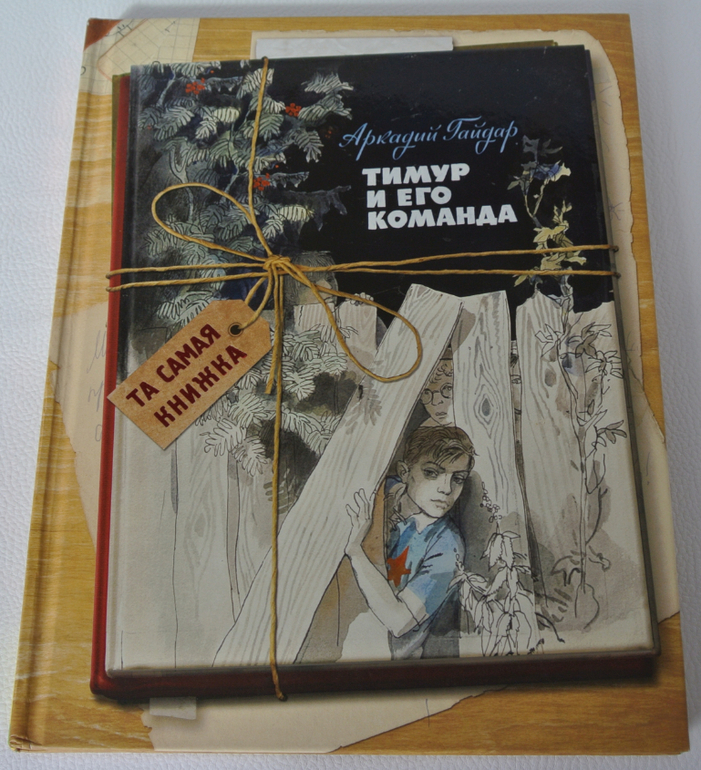 Аркадий Гайдар
ТИМУР
И ЕГО
КОМАНДА
ТА САМАЯ
КНИЖКА